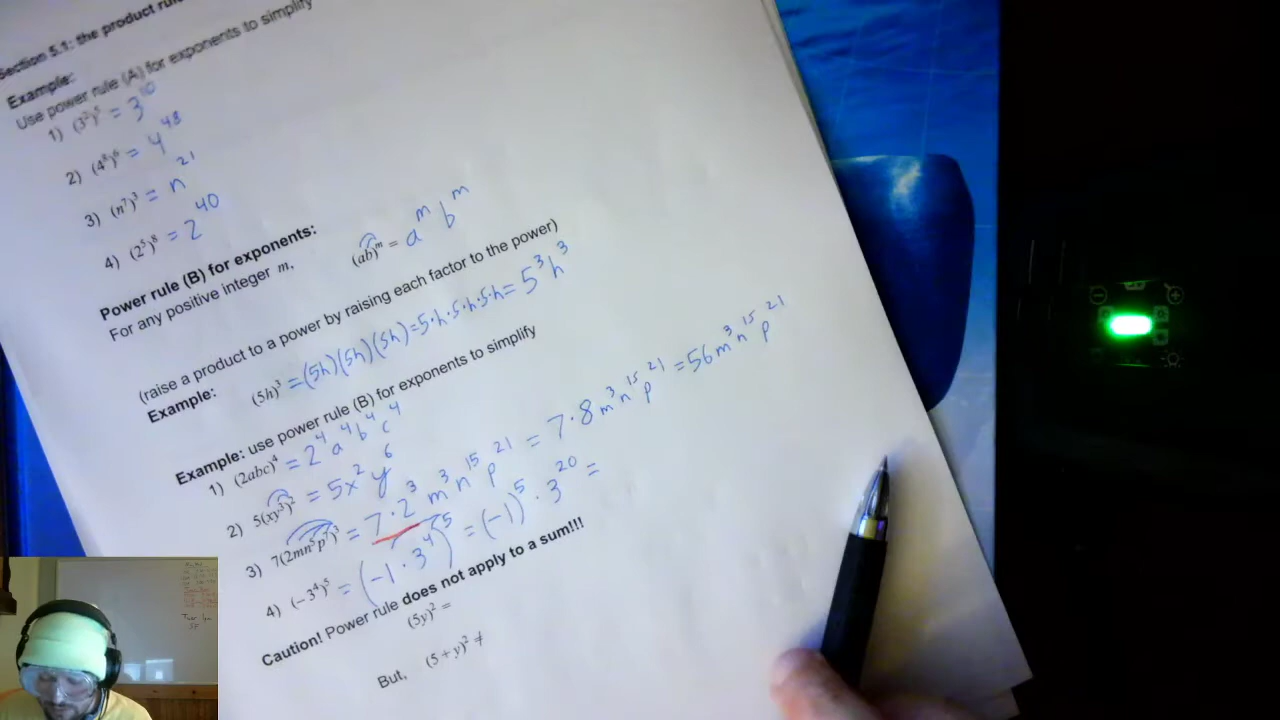 Section 5.1: the product rule
Example:
Use power rule (A) for exponents to simplify
1) (3²)⁵ = 3¹⁰
2) (4⁸)⁶ = 4⁴⁸
3) (n⁷)³ = n²¹
4) (2⁵)⁸ = 2⁴⁰
Power rule (B) for exponents:
For any positive integer m, (ab)ᵐ = aᵐ bᵐ
(raise a product to a power by raising each factor to the power)
Example: (5h)³ = (5h)(5h)(5h) = 5·h·5·h·5·h = 5³h³
Example: use power rule (B) for exponents to simplify
1) (2abc)⁴ = 2⁴a⁴b⁴c⁴
2) 5(xy³)² = 5x²y⁶
3) 7(2mn⁵p⁷)³ = 7·2³m³n¹⁵p²¹ = 7·8m³n¹⁵p²¹ = 56m³n¹⁵p²¹
4) (-3⁴)⁵ = (-1·3⁴)⁵ = (-1)⁵·3²⁰ =
Caution! Power rule does not apply to a sum!!!
(5y)² =
But, (5+y)² ≠